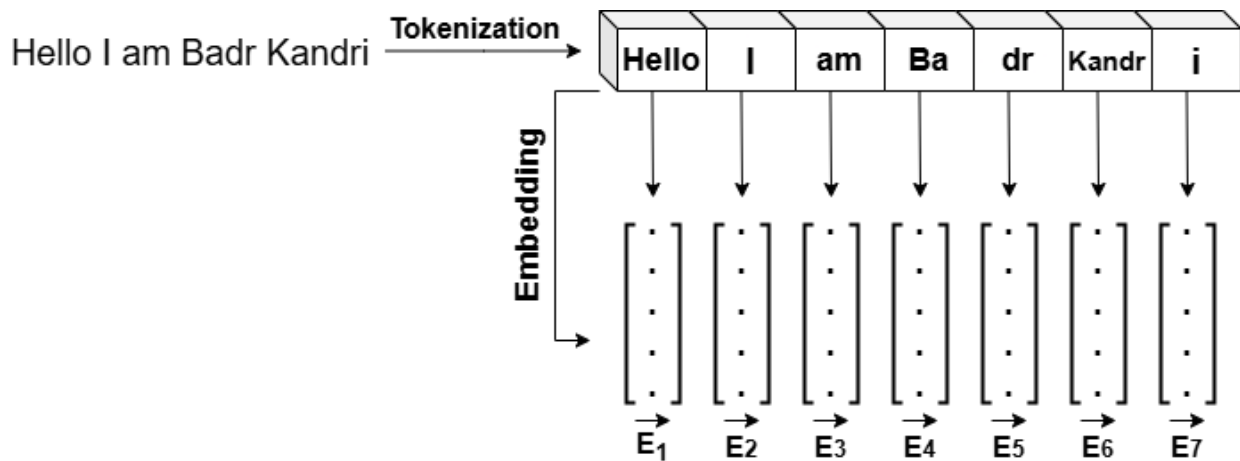 Hello I am Badr Kandri
Tokenization
Hello I am Ba dr Kandr i
Embedding
E1 E2 E3 E4 E5 E6 E7